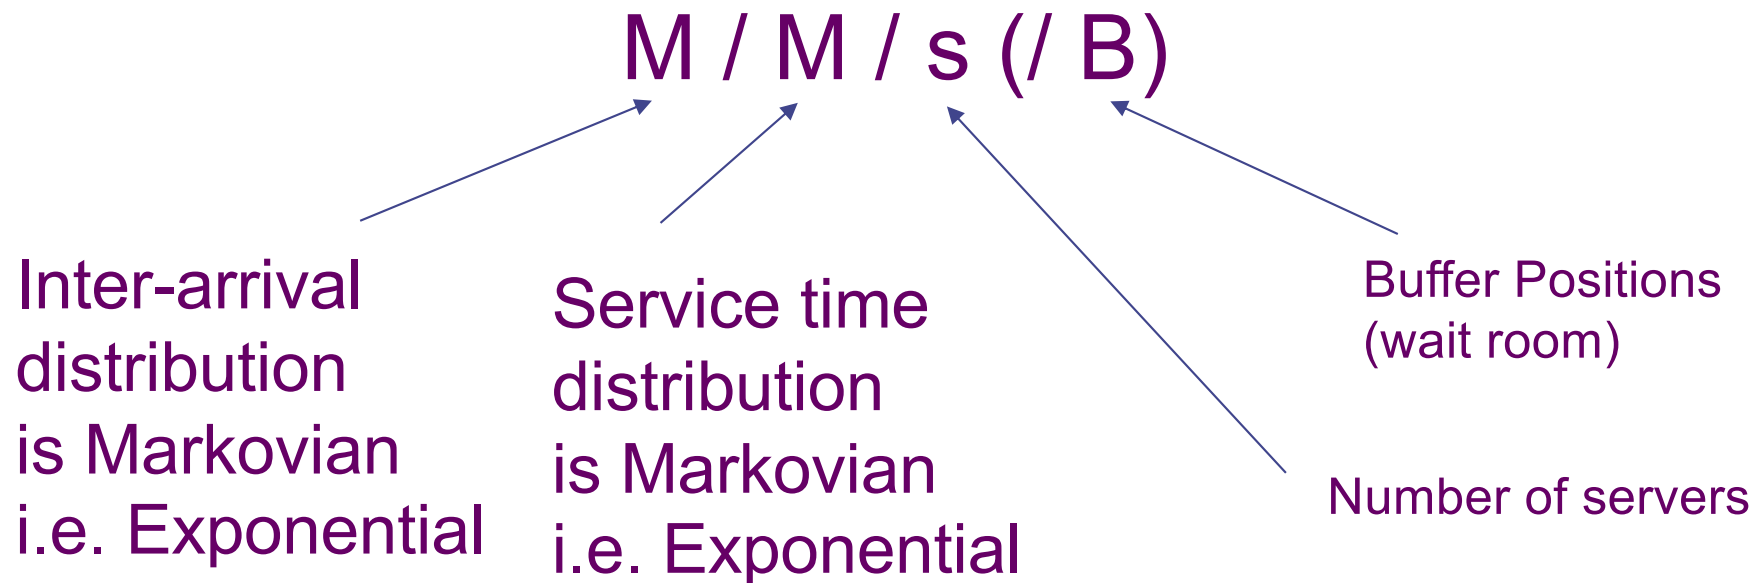 M / M / s (/ B)
Inter-arrival
distribution
is Markovian
i.e. Exponential
Service time
distribution
is Markovian
i.e. Exponential
Buffer Positions
(wait room)
Number of servers